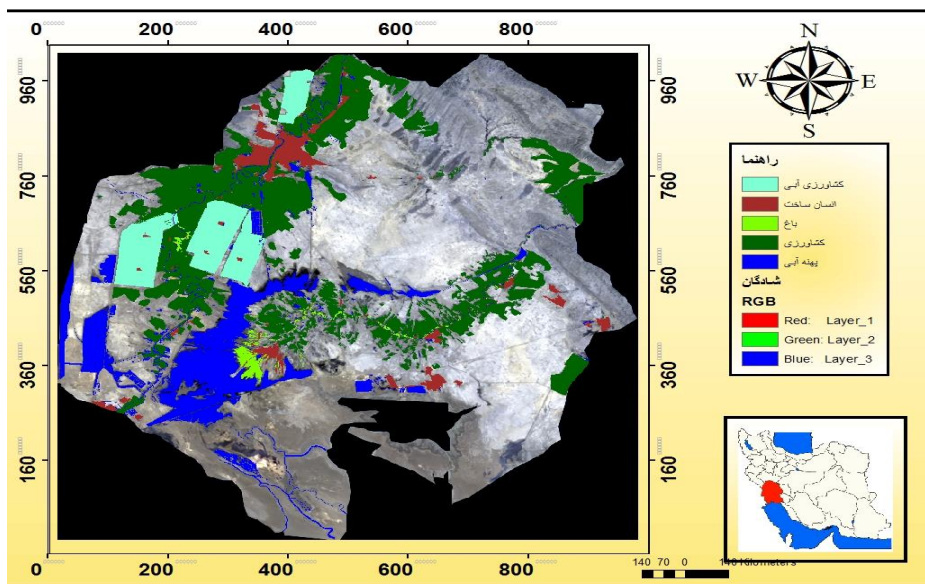 0 200 400 600 800
N
W E
S
960
760
560
360
160
960
760
560
360
160
راهنما
کشاورزی آبی
انسان ساخت
باغ
کشاورزی
پهنه آبی
شادگان
RGB
Red: Layer_1
Green: Layer_2
Blue: Layer_3
0 200 400 600 800
140 70 0 140 Kilometers